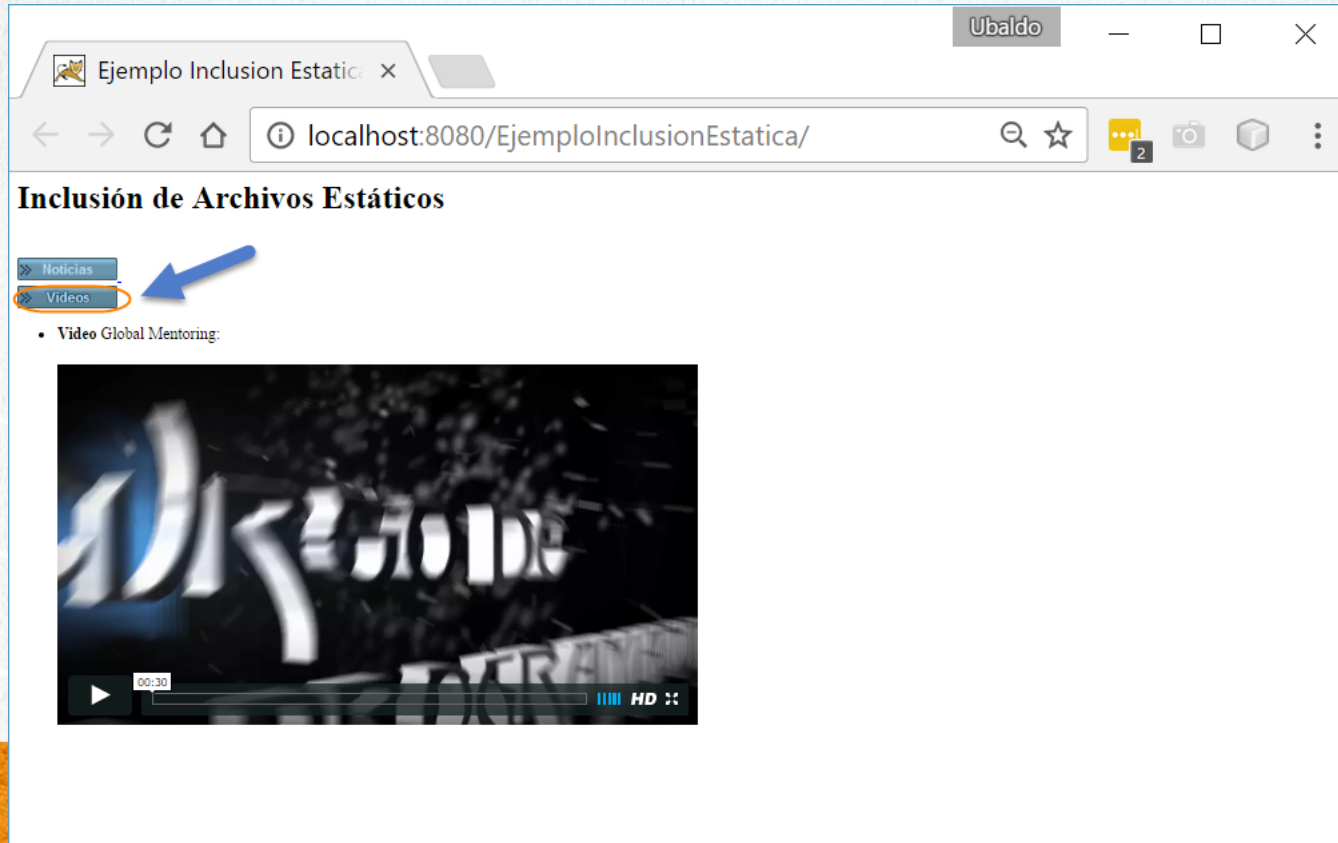 Ubaldo
Ejemplo Inclusion Estatic
localhost:8080/EjemploInclusionEstatica/
2
Inclusión de Archivos Estáticos
Noticias
Videos
Video Global Mentoring:
00:30
HD